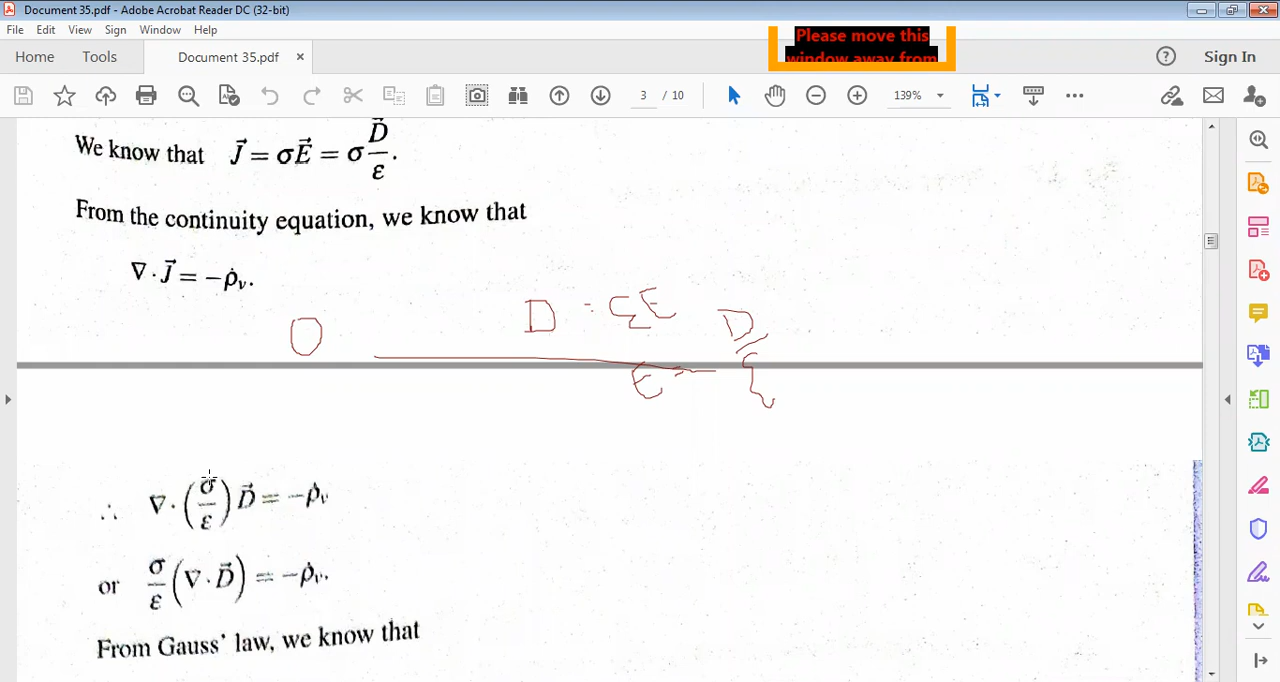 Document 35.pdf - Adobe Acrobat Reader DC (32-bit)
File Edit View Window Help
Please move this
window away from
Home Tools Document 35.pdf × Sign In
3 / 10 139%
We know that J⃗ = σE⃗ = σ D⃗/ε.
From the continuity equation, we know that
∇ · J⃗ = −ρ̇ᵥ.
D = E D
E =
∴ ∇ · (σ/ε) D⃗ = −ρ̇ᵥ
or σ/ε (∇ · D⃗) = −ρ̇ᵥ.
From Gauss' law, we know that